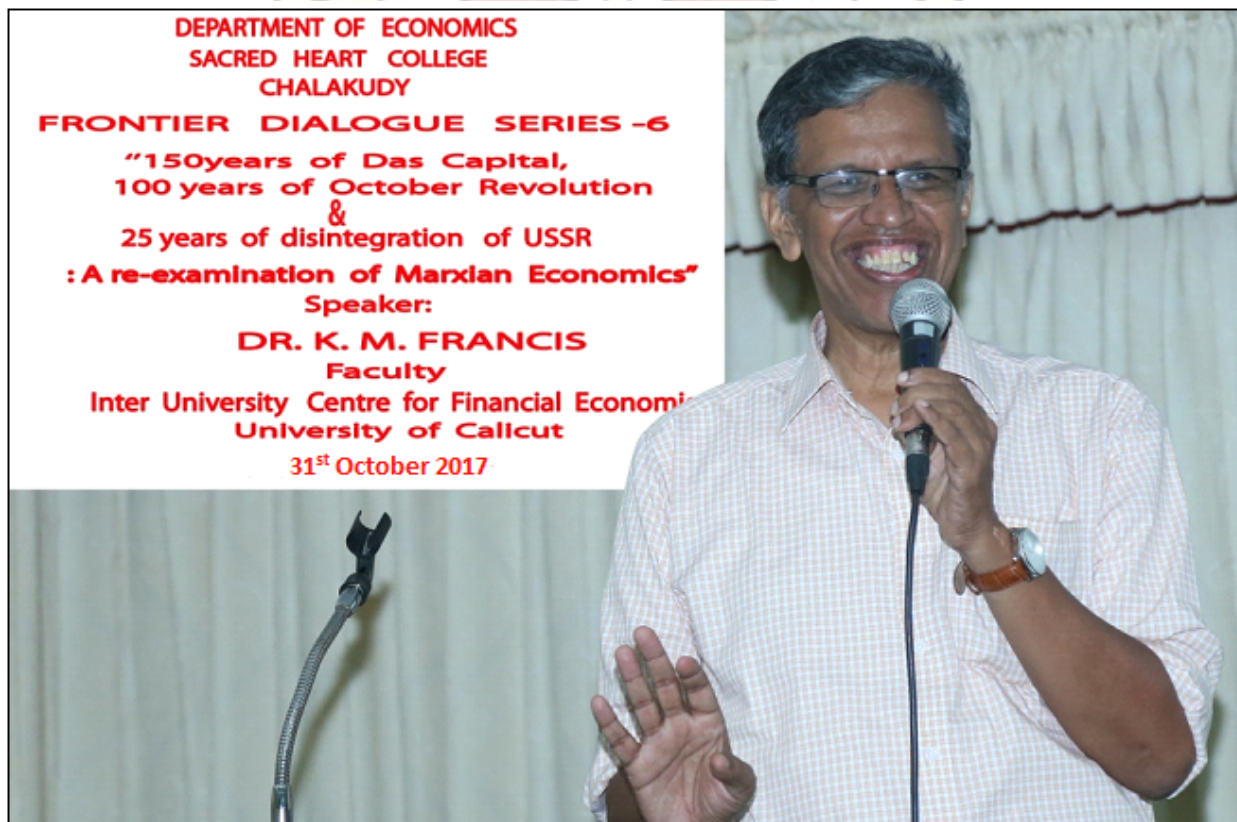 DEPARTMENT OF ECONOMICS
SACRED HEART COLLEGE
CHALAKUDY
FRONTIER DIALOGUE SERIES -6
"150years of Das Capital,
100 years of October Revolution
&
25 years of disintegration of USSR
: A re-examination of Marxian Economics"
Speaker:
DR. K. M. FRANCIS
Faculty
Inter University Centre for Financial
University of Calicut
31st October 2017